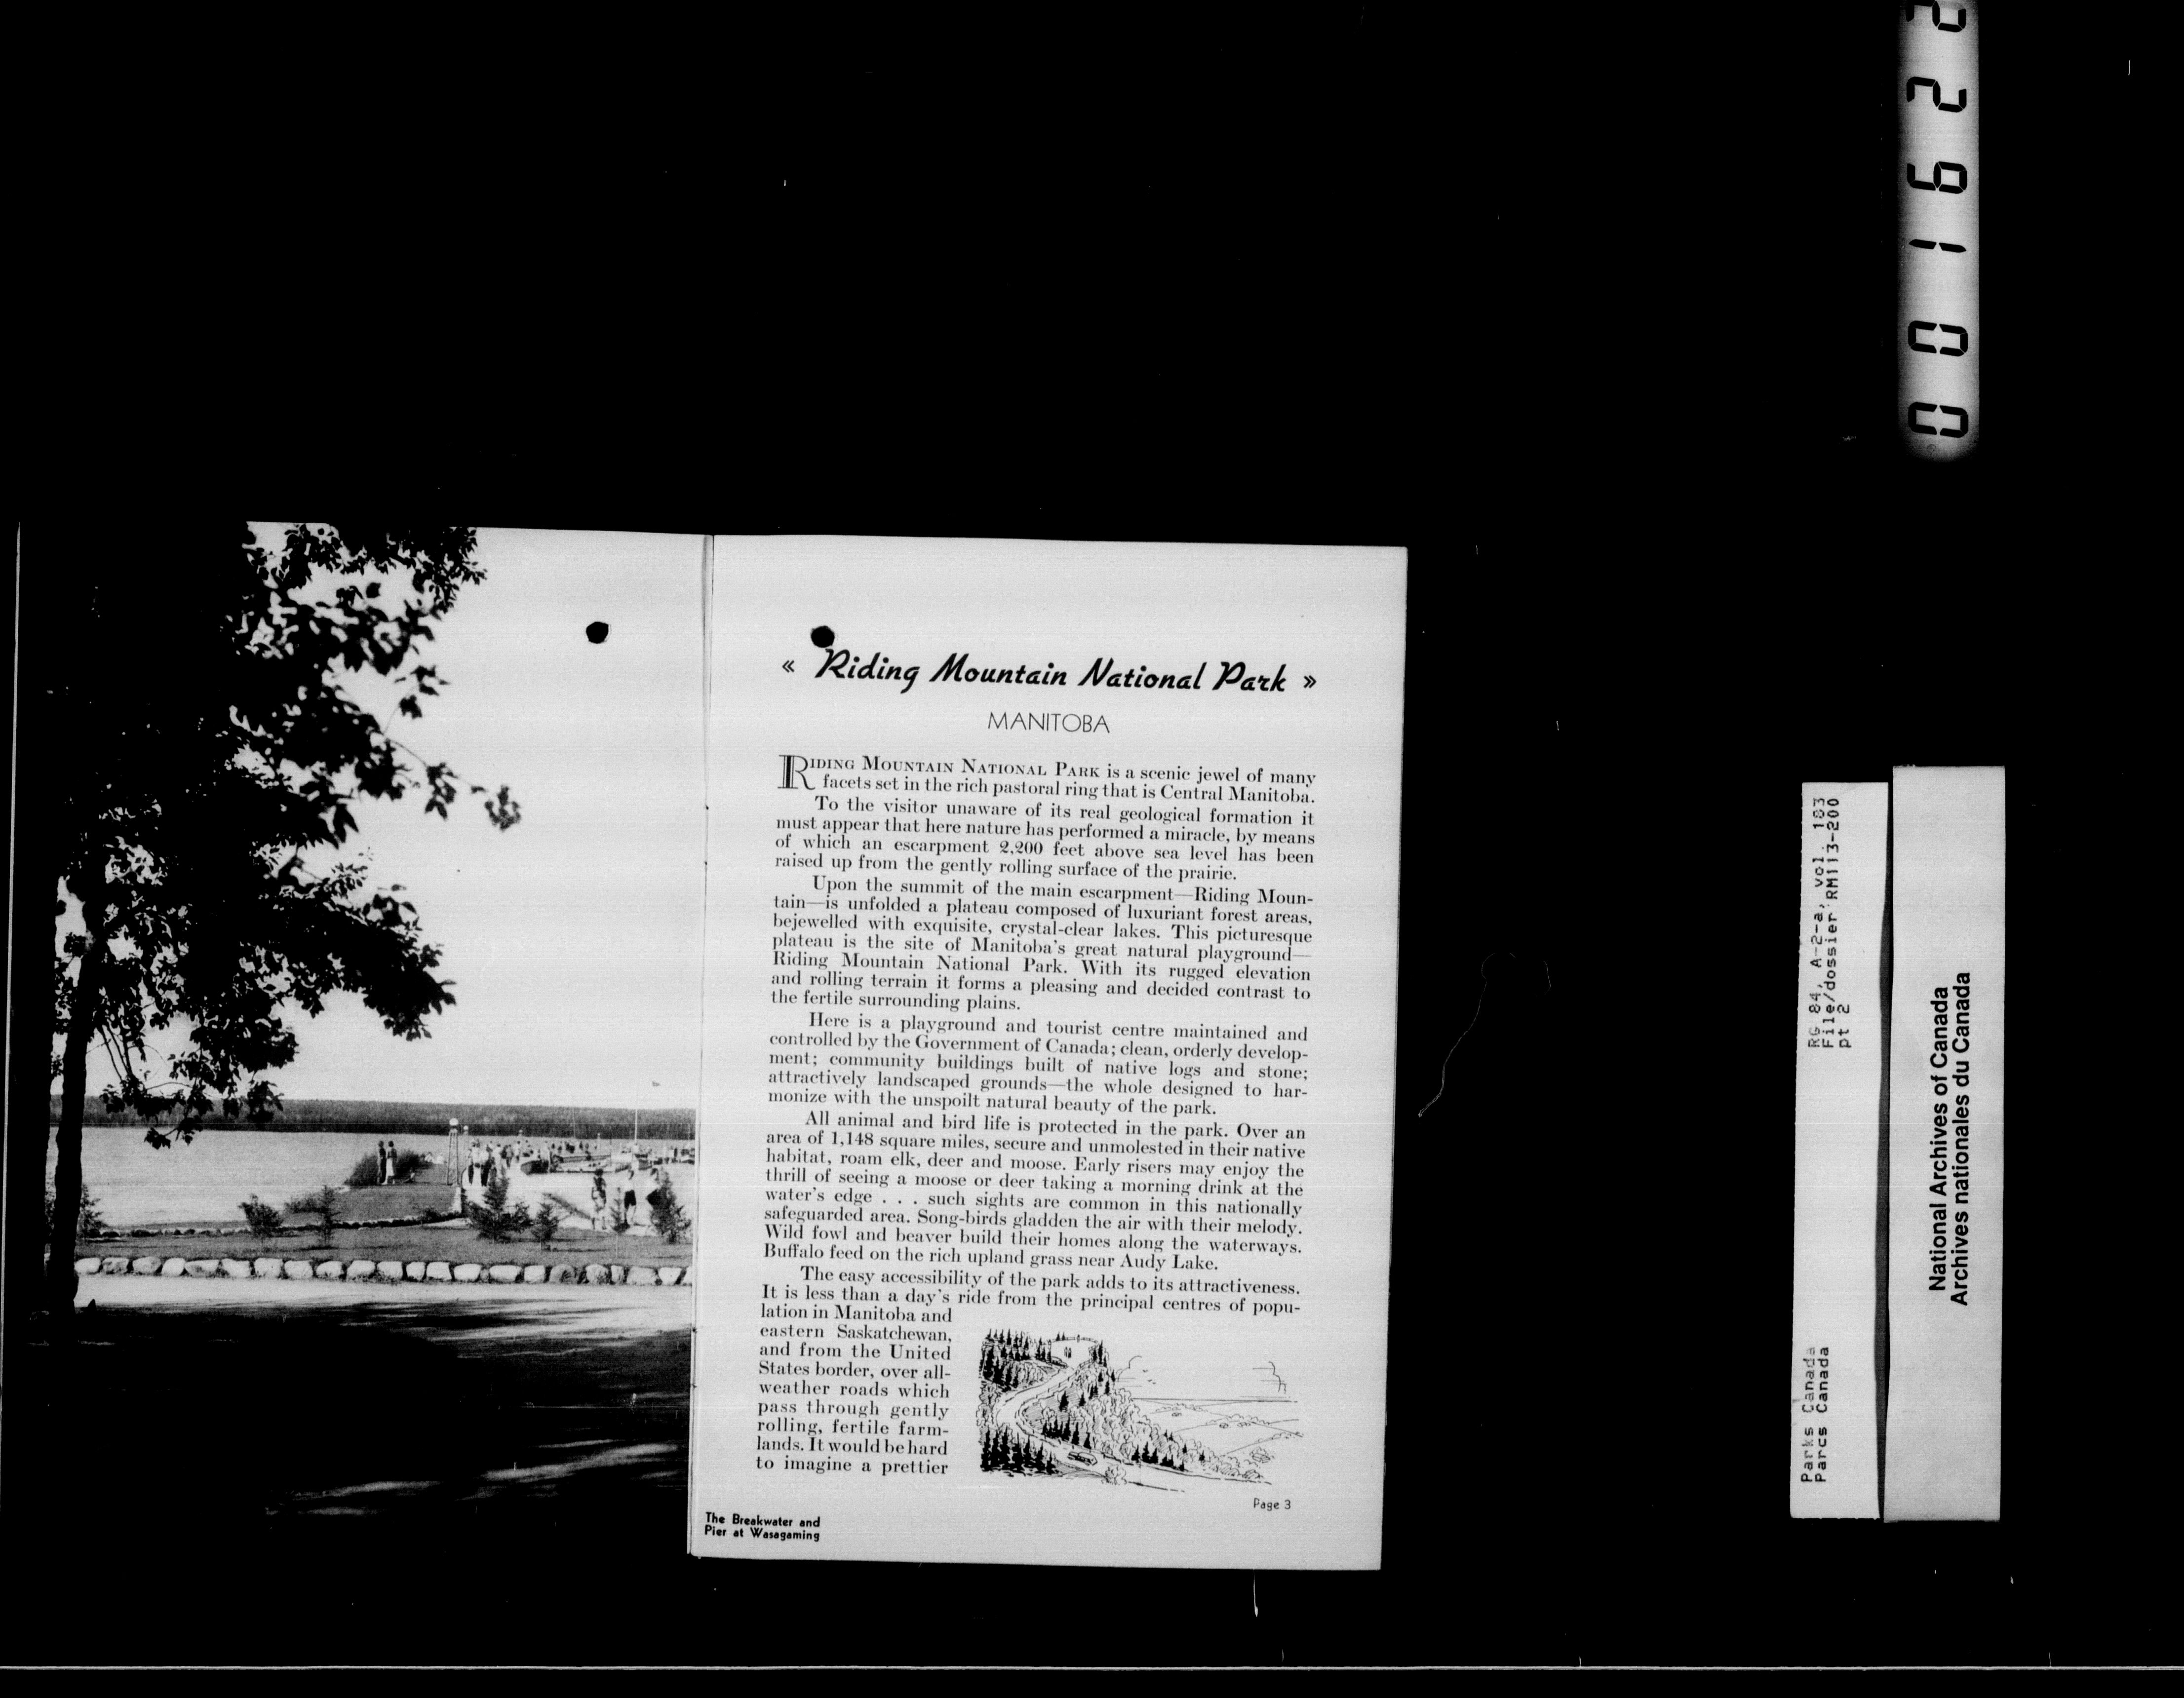 « Riding Mountain National Park »
MANITOBA
RIDING MOUNTAIN NATIONAL PARK is a scenic jewel of many
facets set in the rich pastoral ring that is Central Manitoba.
To the visitor unaware of its real geological formation it
must appear that here nature has performed a miracle, by means
of which an escarpment 2,200 feet above sea level has been
raised up from the gently rolling surface of the prairie.
Upon the summit of the main escarpment—Riding Moun-
tain—is unfolded a plateau composed of luxuriant forest areas,
bejewelled with exquisite, crystal-clear lakes. This picturesque
plateau is the site of Manitoba's great natural playground—
Riding Mountain National Park. With its rugged elevation
and rolling terrain it forms a pleasing and decided contrast to
the fertile surrounding plains.
Here is a playground and tourist centre maintained and
controlled by the Government of Canada; clean, orderly develop-
ment; community buildings built of native logs and stone;
attractively landscaped grounds—the whole designed to har-
monize with the unspoilt natural beauty of the park.
All animal and bird life is protected in the park. Over an
area of 1,148 square miles, secure and unmolested in their native
habitat, roam elk, deer and moose. Early risers may enjoy the
thrill of seeing a moose or deer taking a morning drink at the
water's edge . . . such sights are common in this nationally
safeguarded area. Song-birds gladden the air with their melody.
Wild fowl and beaver build their homes along the waterways.
Buffalo feed on the rich upland grass near Audy Lake.
The easy accessibility of the park adds to its attractiveness.
It is less than a day's ride from the principal centres of popu-
lation in Manitoba and
eastern Saskatchewan,
and from the United
States border, over all-
weather roads which
pass through gently
rolling, fertile farm-
lands. It would be hard
to imagine a prettier
Page 3
The Breakwater and
Pier at Wasagaming
001622
RG 84, A-2-a, vol. 183
File/dossier RM113-200
pt 2
Parks Canada
Parcs Canada
National Archives of Canada
Archives nationales du Canada